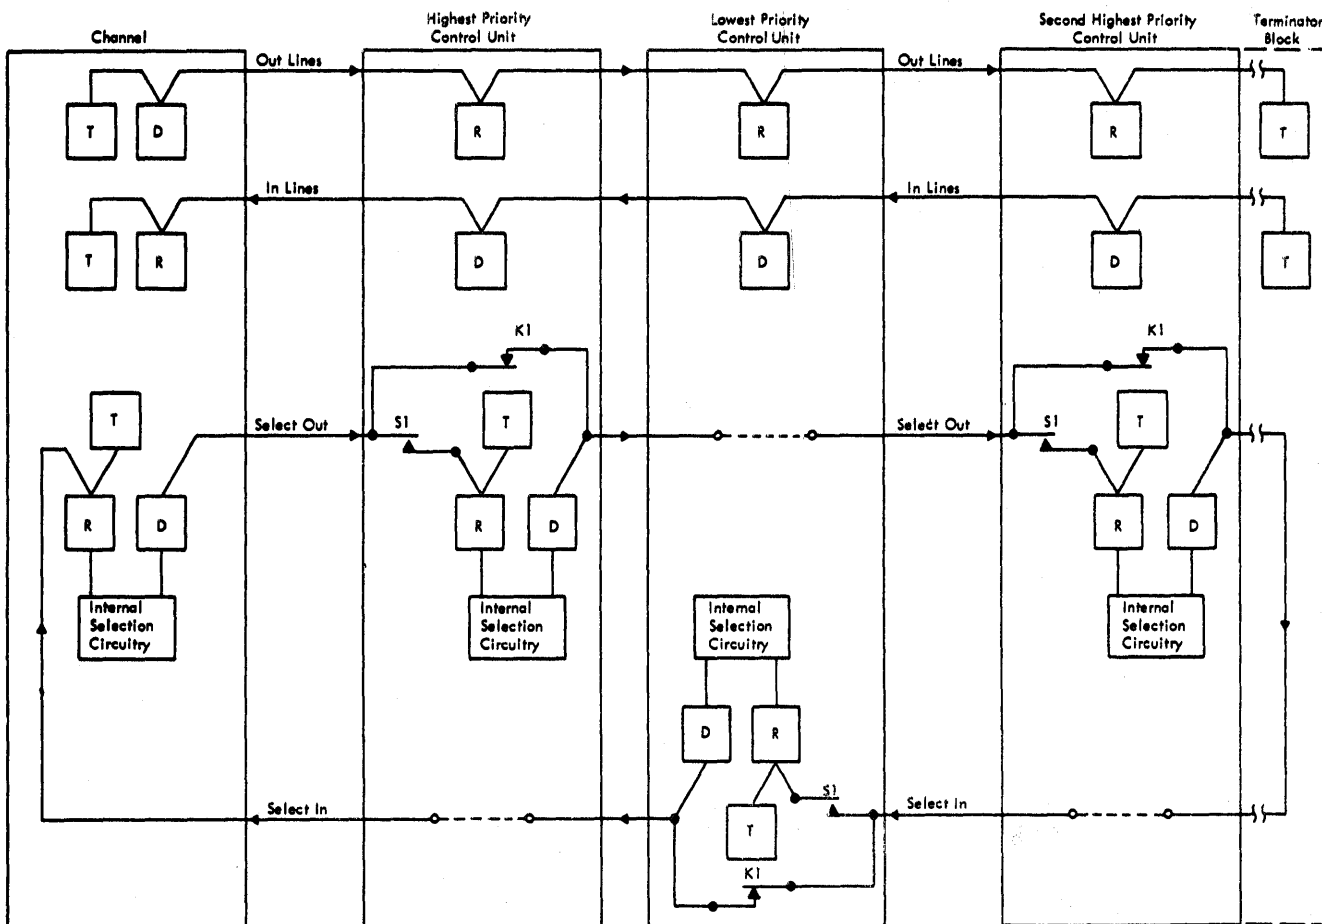 Channel
Highest Priority
Control Unit
Lowest Priority
Control Unit
Second Highest Priority
Control Unit
Terminator
Block
Out Lines
Out Lines
T
D
R
R
R
T
In Lines
In Lines
T
R
D
D
D
T
K1
K1
T
Select Out
S1
T
Select Out
S1
T
R
D
R
D
R
D
Internal
Selection
Circuitry
Internal
Selection
Circuitry
Internal
Selection
Circuitry
Internal
Selection
Circuitry
D
R
Select In
S1
Select In
T
K1